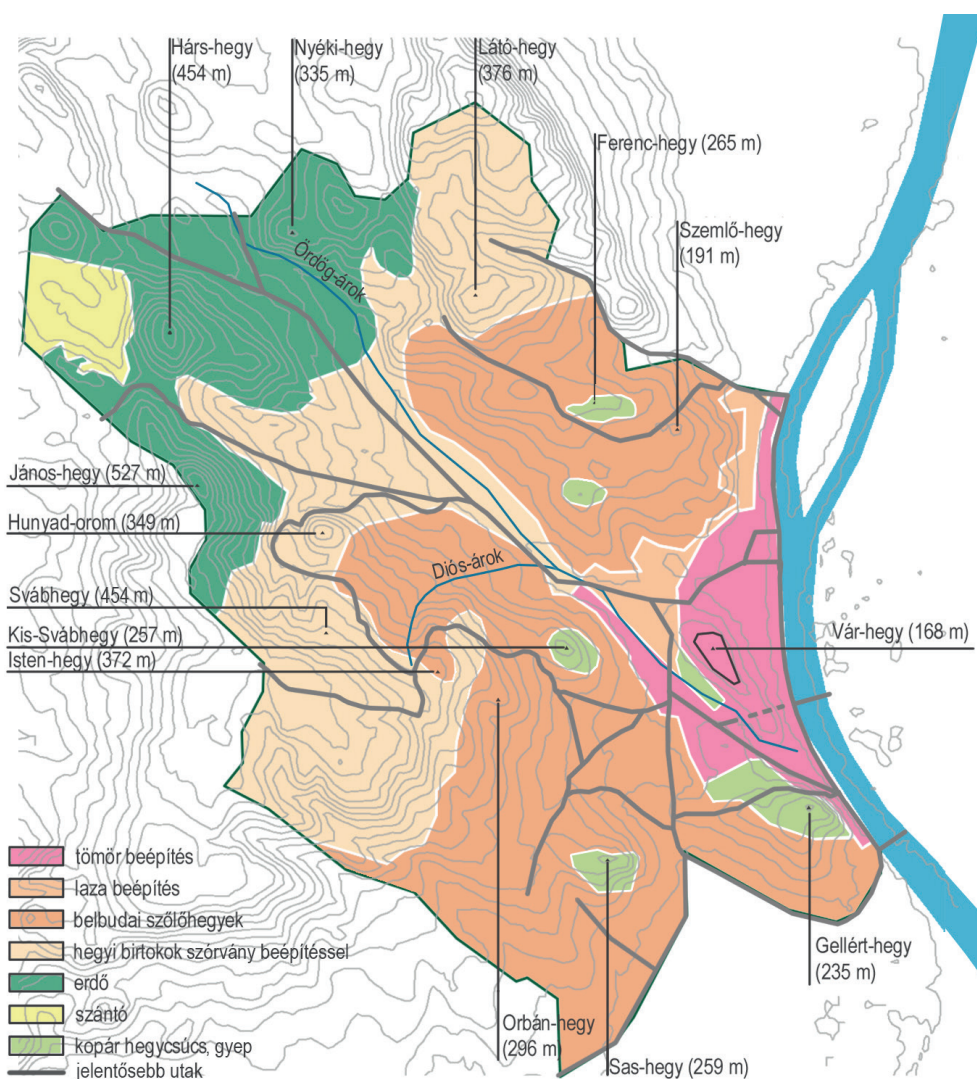 Hárs-hegy
(454 m)
Nyéki-hegy
(335 m)
Látó-hegy
(376 m)
Ferenc-hegy (265 m)
Szemlő-hegy
(191 m)
Ördög-árok
János-hegy (527 m)
Hunyad-orom (349 m)
Diós-árok
Svábhegy (454 m)
Kis-Svábhegy (257 m)
Isten-hegy (372 m)
Vár-hegy (168 m)
tömör beépítés
laza beépítés
belbudai szőlőhegyek
hegyi birtokok szórvány beépítéssel
erdő
szántó
kopár hegycsúcs, gyep
jelentősebb utak
Gellért-hegy
(235 m)
Orbán-hegy
(296 m)
Sas-hegy (259 m)